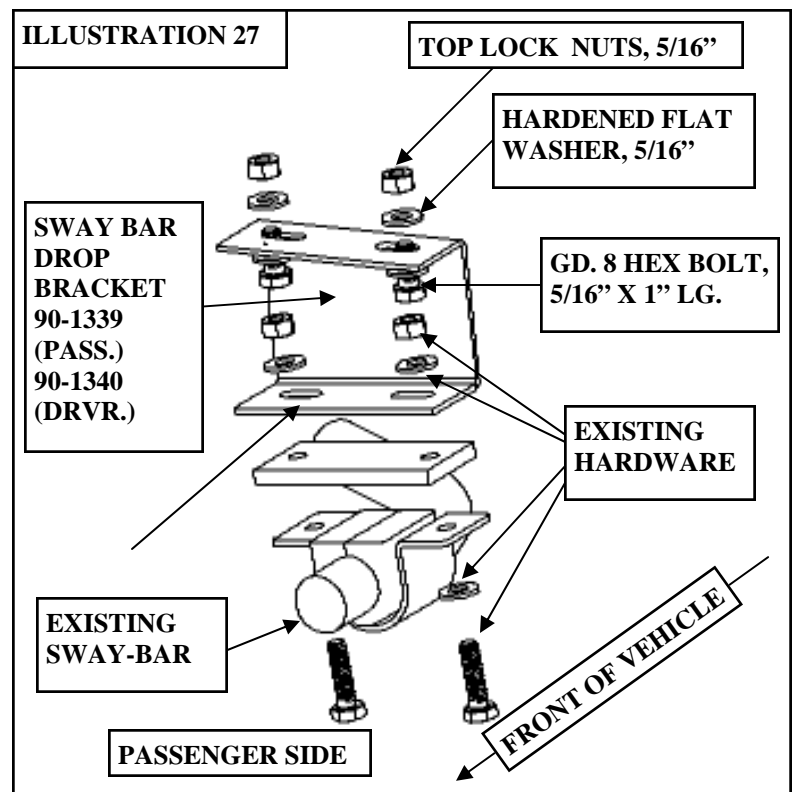 ILLUSTRATION 27
TOP LOCK NUTS, 5/16”
HARDENED FLAT
WASHER, 5/16”
SWAY BAR
DROP
BRACKET
90-1339
(PASS.)
90-1340
(DRVR.)
GD. 8 HEX BOLT,
5/16” X 1” LG.
EXISTING
HARDWARE
EXISTING
SWAY-BAR
FRONT OF VEHICLE
PASSENGER SIDE